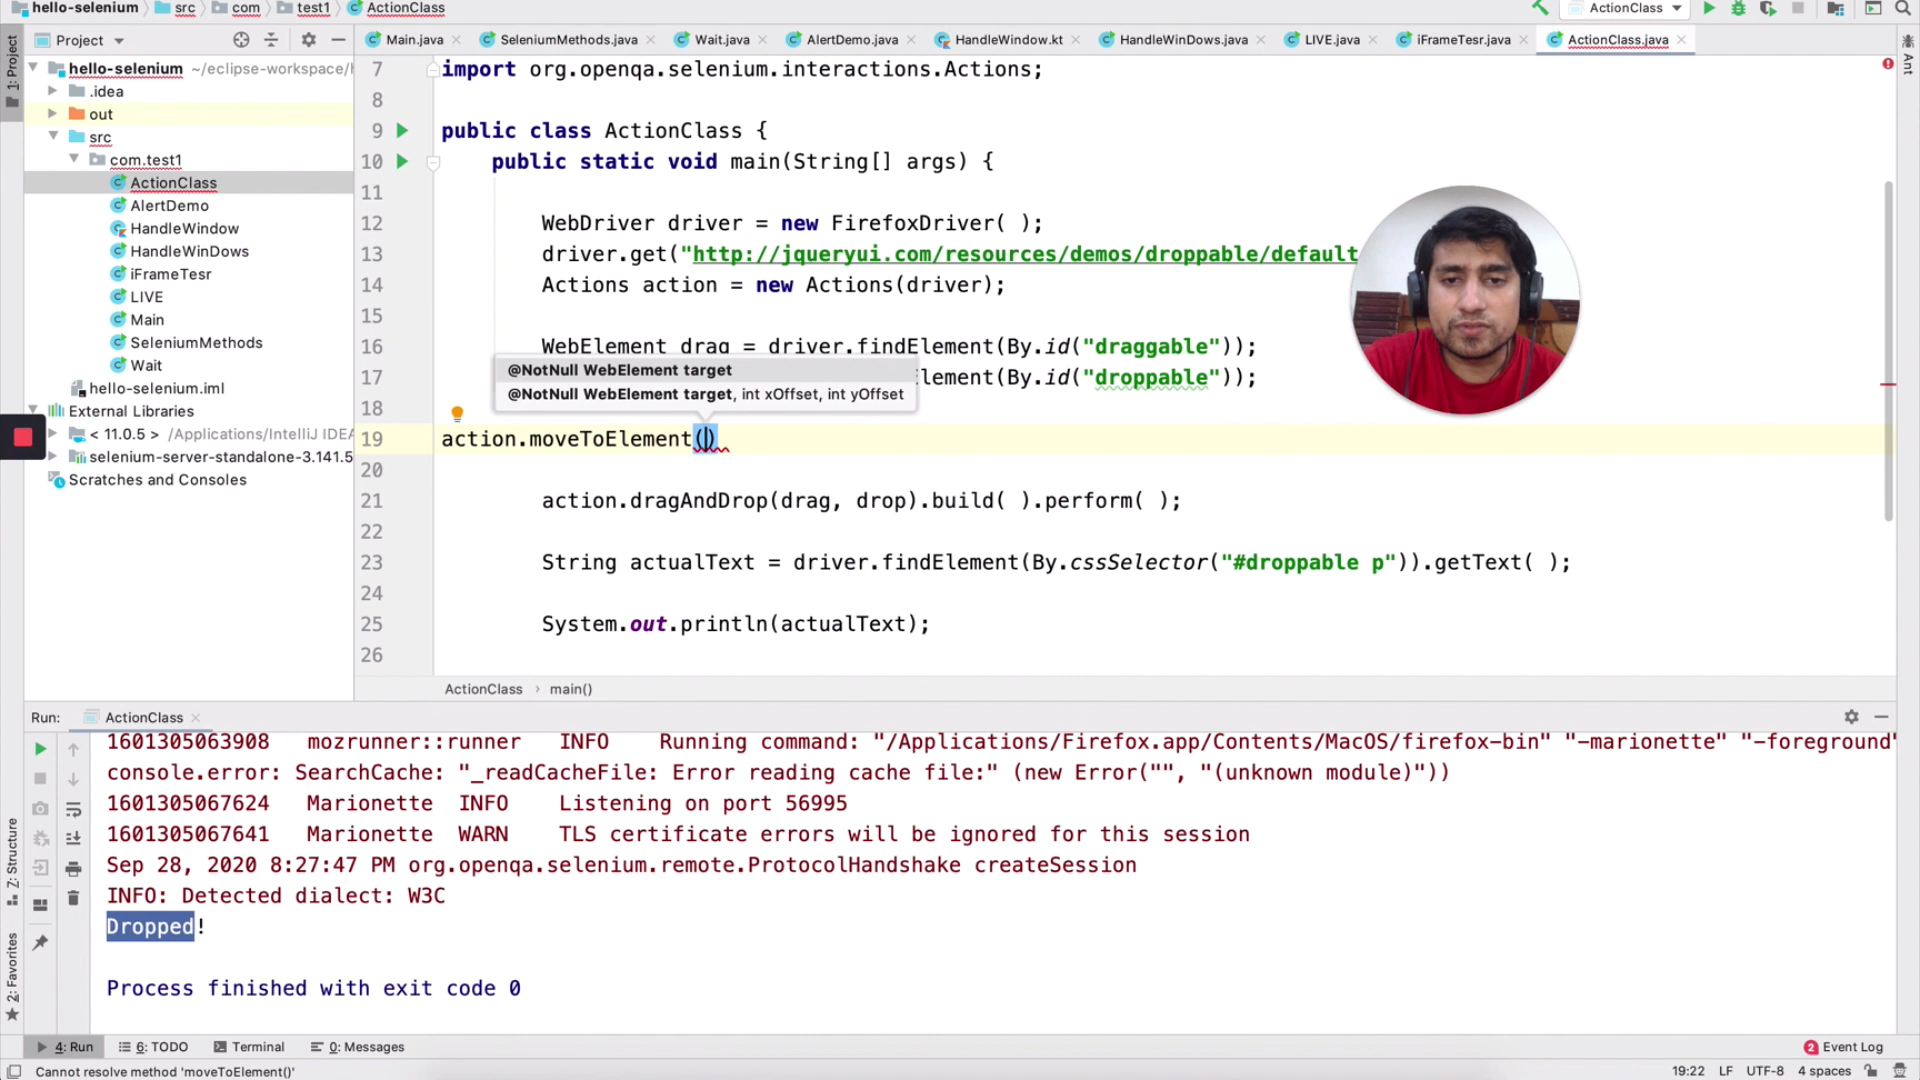 hello-selenium › src › com › test1 › ActionClass
ActionClass
Project
Main.java
SeleniumMethods.java
Wait.java
AlertDemo.java
HandleWindow.kt
HandleWinDows.java
LIVE.java
iFrameTesr.java
ActionClass.java
1: Project
Ant
hello-selenium ~/eclipse-workspace/
.idea
out
src
com.test1
ActionClass
AlertDemo
HandleWindow
HandleWinDows
iFrameTesr
LIVE
Main
SeleniumMethods
Wait
hello-selenium.iml
External Libraries
< 11.0.5 > /Applications/IntelliJ IDEA
selenium-server-standalone-3.141.5
Scratches and Consoles
7 import org.openqa.selenium.interactions.Actions;
8
9 public class ActionClass {
10 public static void main(String[] args) {
11
12 WebDriver driver = new FirefoxDriver( );
13 driver.get("http://jqueryui.com/resources/demos/droppable/default
14 Actions action = new Actions(driver);
15
16 WebElement drag = driver.findElement(By.id("draggable"));
@NotNull WebElement target
17 lement(By.id("droppable"));
@NotNull WebElement target, int xOffset, int yOffset
18
19 action.moveToElement()
20
21 action.dragAndDrop(drag, drop).build( ).perform( );
22
23 String actualText = driver.findElement(By.cssSelector("#droppable p")).getText( );
24
25 System.out.println(actualText);
26
ActionClass › main()
Run: ActionClass
1601305063908 mozrunner::runner INFO Running command: "/Applications/Firefox.app/Contents/MacOS/firefox-bin" "-marionette" "-foreground"
console.error: SearchCache: "_readCacheFile: Error reading cache file:" (new Error("", "(unknown module)"))
1601305067624 Marionette INFO Listening on port 56995
1601305067641 Marionette WARN TLS certificate errors will be ignored for this session
Sep 28, 2020 8:27:47 PM org.openqa.selenium.remote.ProtocolHandshake createSession
INFO: Detected dialect: W3C
Dropped!
Process finished with exit code 0
Z: Structure
2: Favorites
4: Run
6: TODO
Terminal
0: Messages
2 Event Log
Cannot resolve method 'moveToElement()'
19:22 LF UTF-8 4 spaces